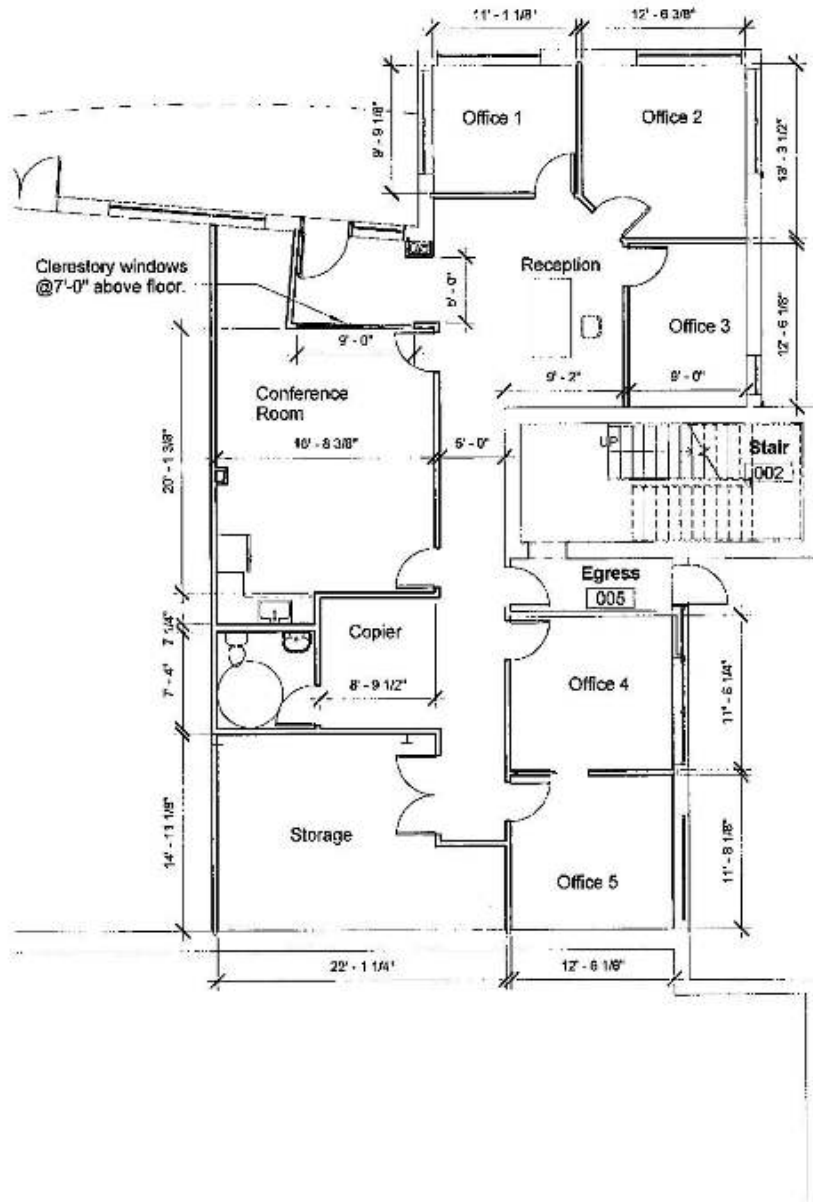 11' - 1 1/8"
12' - 6 3/8"
9' - 9 1/8"
Office 1
Office 2
13' - 3 1/2"
Clerestory windows
@7'-0" above floor.
Reception
5' - 0"
Office 3
12' - 6 1/8"
9' - 0"
9' - 2"
9' - 0"
Conference
Room
16' - 8 3/8"
5' - 0"
20' - 1 3/8"
UP
Stair
002
Egress
005
7 1/4"
Copier
7' - 4"
8' - 9 1/2"
Office 4
11' - 6 1/4"
Storage
14' - 11 1/8"
Office 5
11' - 8 1/8"
22' - 1 1/4"
12' - 6 1/8"